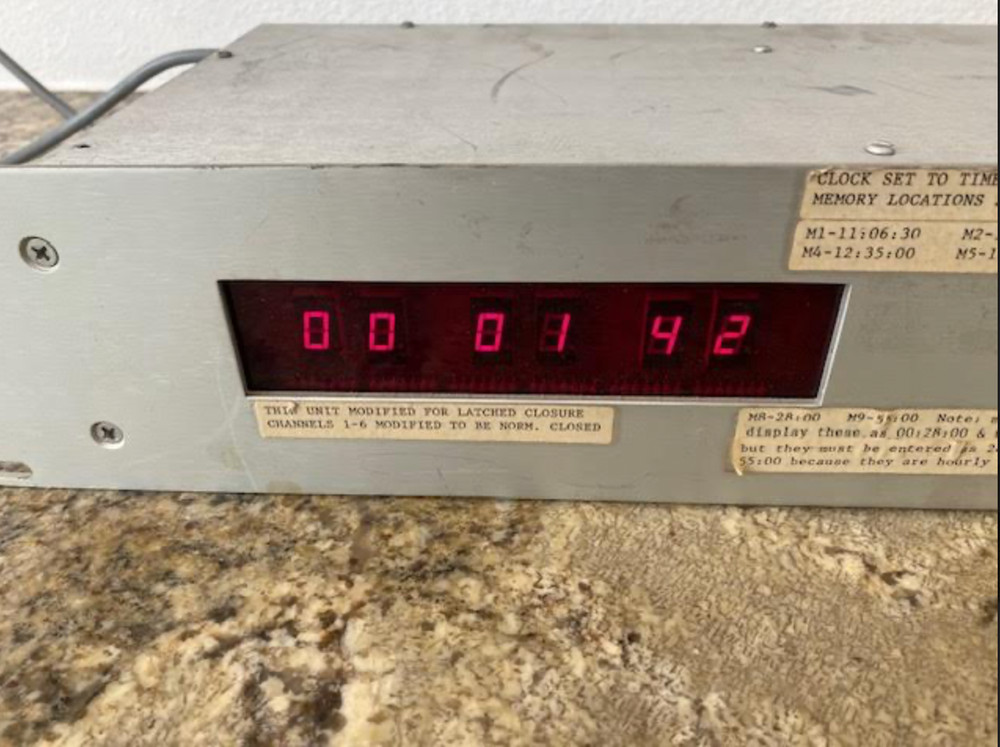 CLOCK SET TO TIME
MEMORY LOCATIONS
M1-11:06:30 M2-
M4-12:35:00 M5-1
00 01 42
THIS UNIT MODIFIED FOR LATCHED CLOSURE
CHANNELS 1-6 MODIFIED TO BE NORM. CLOSED
M8-28:00 M9-55:00 Note:
display these as 00:28:00 &
but they must be entered as
55:00 because they are hourly